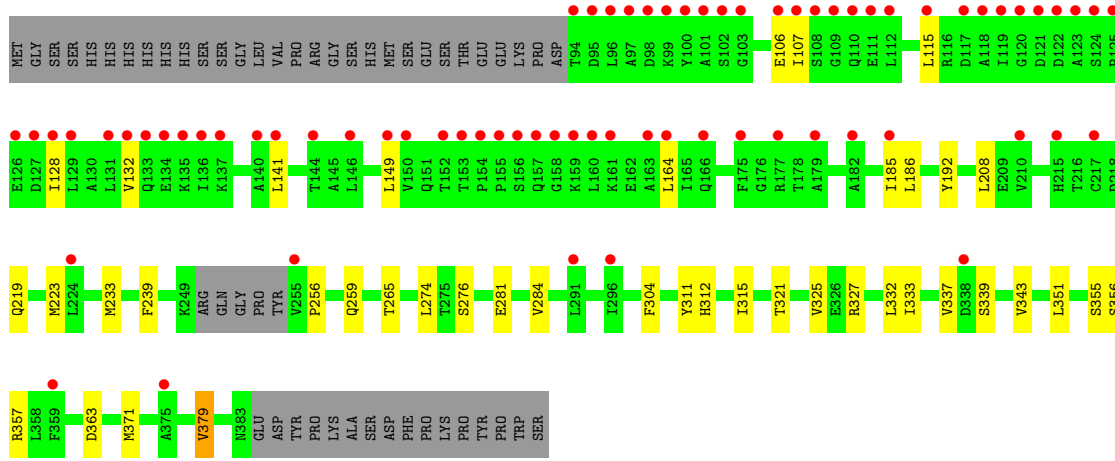 MET GLY SER SER HIS HIS HIS HIS HIS HIS SER SER GLY LEU VAL PRO ARG GLY SER HIS MET SER GLU SER THR GLU GLU LYS PRO ASP T94 D95 L96 A97 D98 K99 Y100 A101 S102 G103 E106 I107 S108 G109 Q110 E111 L112 L115 R116 D117 A118 I119 G120 D121 D122 A123 S124 R125
E126 D127 I128 L129 A130 L131 V132 Q133 E134 K135 I136 K137 A140 L141 T144 A145 L146 L149 V150 Q151 T152 T153 P154 P155 S156 Q157 G158 K159 L160 K161 E162 A163 L164 I165 Q166 F175 G176 R177 T178 A179 A182 I185 L186 Y192 L208 E209 V210 H215 T216 C217
Q219 M223 L224 M233 F239 K249 ARG GLN GLY PRO TYR V255 P256 Q259 T265 L274 T275 S276 E281 V284 L291 I296 F304 Y311 H312 I315 T321 V325 E326 R327 L332 I333 V337 D338 S339 V343 L351 S355 S356
R357 L358 F359 D363 M371 A375 V379 N383 GLU ASP TYR PRO LYS ALA SER ASP PHE PRO LYS PRO TYR PRO TRP SER